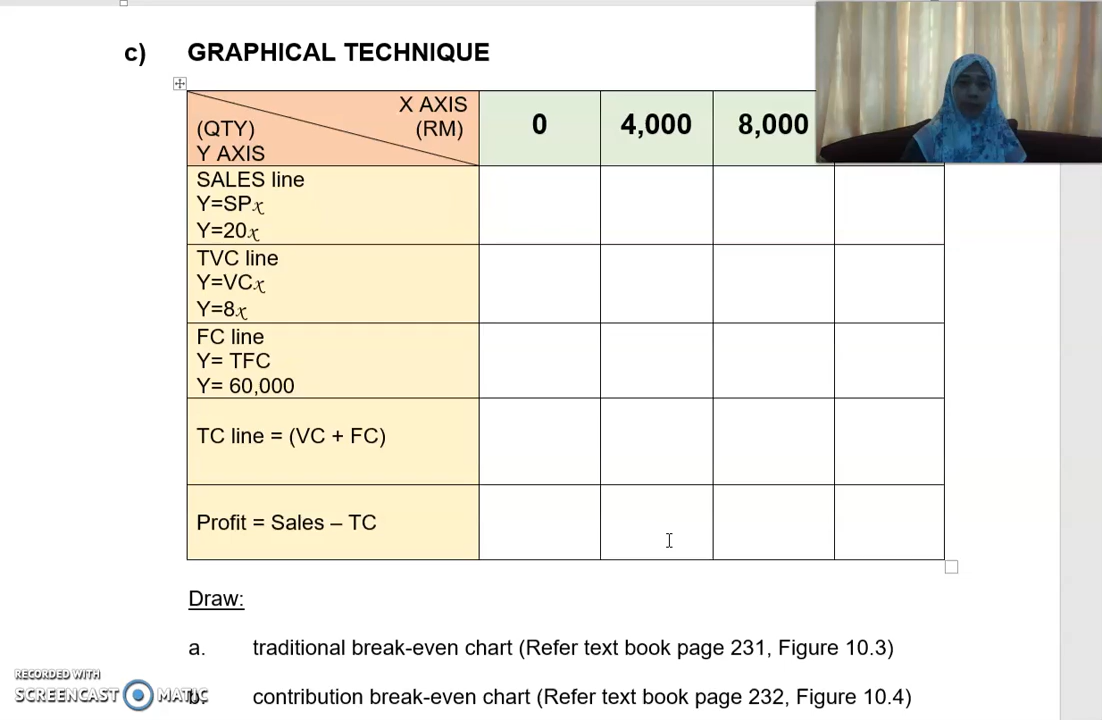 c) GRAPHICAL TECHNIQUE
X AXIS
(QTY) (RM)
Y AXIS
0 4,000 8,000
SALES line
Y=SPx
Y=20x
TVC line
Y=VCx
Y=8x
FC line
Y= TFC
Y= 60,000
TC line = (VC + FC)
Profit = Sales – TC
Draw:
a. traditional break-even chart (Refer text book page 231, Figure 10.3)
b. contribution break-even chart (Refer text book page 232, Figure 10.4)
RECORDED WITH
SCREENCAST MATIC